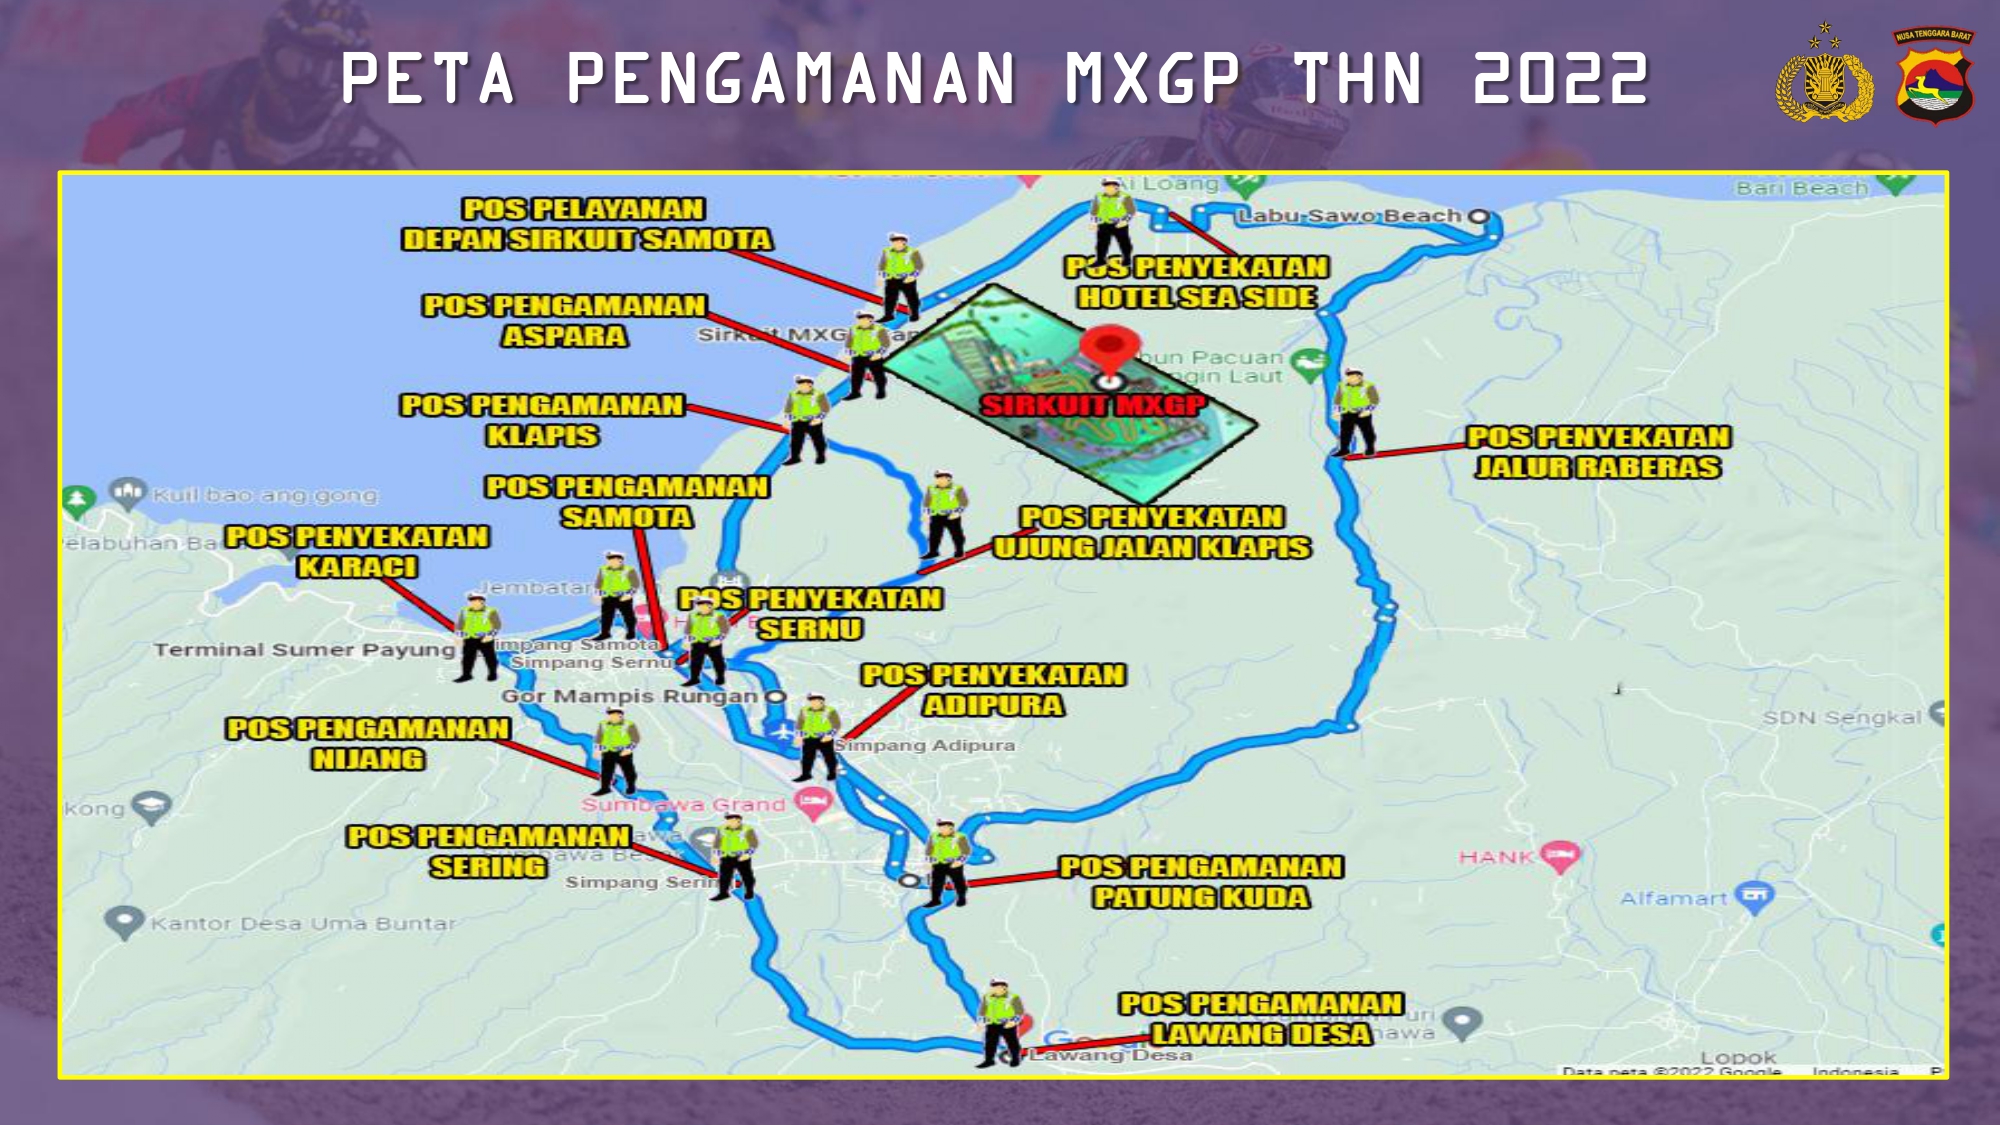 PETA PENGAMANAN MXGP THN 2022
NUSA TENGGARA BARAT
Ai Loang
Bari Beach
POS PELAYANAN
DEPAN SIRKUIT SAMOTA
Labu Sawo Beach
POS PENYEKATAN
HOTEL SEA SIDE
POS PENGAMANAN
ASPARA
Sirkuit MXG
Pacuan
Laut
SIRKUIT MXGP
POS PENGAMANAN
KLAPIS
POS PENYEKATAN
JALUR RABERAS
Kuil bao ang gong
POS PENGAMANAN
SAMOTA
POS PENYEKATAN
UJUNG JALAN KLAPIS
POS PENYEKATAN
KARACI
Jembatan
POS PENYEKATAN
SERNU
Terminal Sumer Payung
impang Samota
Simpang Sernu
Gor Mampis Rungan
POS PENYEKATAN
ADIPURA
Simpang Adipura
SDN Sengkal
POS PENGAMANAN
NIJANG
Sumbawa Grand
kong
POS PENGAMANAN
SERING
Simpang Sering
POS PENGAMANAN
PATUNG KUDA
HANK
Alfamart
Kantor Desa Uma Buntar
POS PENGAMANAN
LAWANG DESA
Lawang Desa
Lopok
Data peta ©2022 Google Indonesia